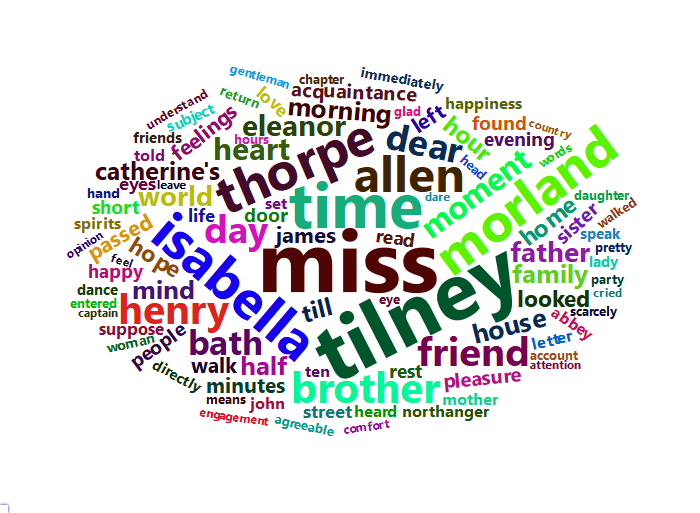 gentleman
chapter
immediately
understand
return
love
acquaintance
happiness
subject
hours
morning
glad
left
friends
feelings
eleanor
dear
hour
found
country
told
heart
thorpe
allen
evening
words
catherine's
eyes
leave
head
moment
morland
hand
world
set
time
dare
daughter
short
life
door
home
sister
walked
spirits
passed
isabella
day
james
read
miss
father
speak
pretty
opinion
feel
hope
happy
mind
till
eye
tilney
family
lady
party
dance
entered
captain
henry
looked
cried
scarcely
suppose
woman
people
bath
house
abbey
letter
directly
walk
half
friend
account
attention
minutes
ten
brother
rest
pleasure
means
john
street
heard
northanger
mother
engagement
agreeable
comfort